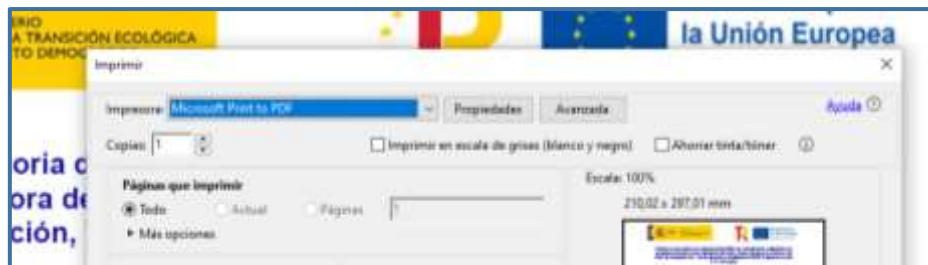 ERIO
A TRANSICIÓN ECOLÓGICA
TO DEMOG
la Unión Europea
Imprimir
Impresora: Microsoft Print to PDF Propiedades Avanzada Ayuda
Copias: 1 Imprimir en escala de grises (blanco y negro) Ahorrar tinta/tóner
oria d
ora de
ción,
Páginas que imprimir
Todo Actual Páginas 1
Más opciones
Escala: 100%
210,02 x 297,01 mm